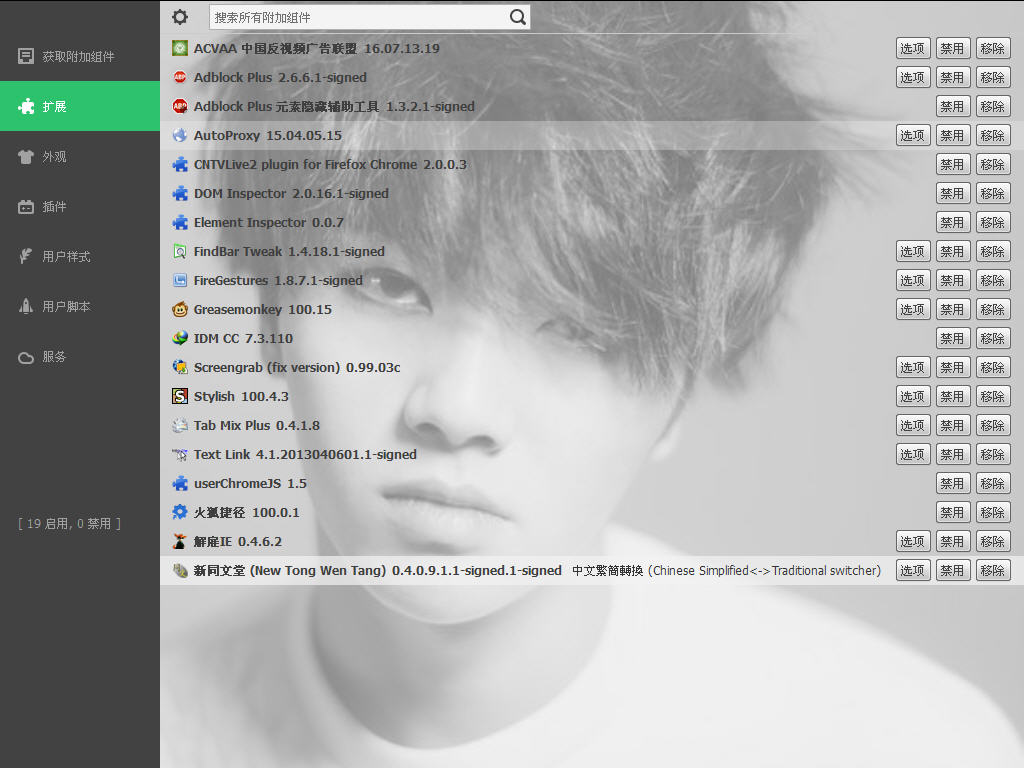 搜索所有附加组件
获取附加组件
扩展
外观
插件
用户样式
用户脚本
服务
[ 19 启用, 0 禁用 ]
ACVAA 中国反视频广告联盟 16.07.13.19 选项 禁用 移除
Adblock Plus 2.6.6.1-signed 选项 禁用 移除
Adblock Plus 元素隐藏辅助工具 1.3.2.1-signed 禁用 移除
AutoProxy 15.04.05.15 选项 禁用 移除
CNTVLive2 plugin for Firefox Chrome 2.0.0.3 禁用 移除
DOM Inspector 2.0.16.1-signed 禁用 移除
Element Inspector 0.0.7 禁用 移除
FindBar Tweak 1.4.18.1-signed 选项 禁用 移除
FireGestures 1.8.7.1-signed 选项 禁用 移除
Greasemonkey 100.15 选项 禁用 移除
IDM CC 7.3.110 禁用 移除
Screengrab (fix version) 0.99.03c 选项 禁用 移除
Stylish 100.4.3 选项 禁用 移除
Tab Mix Plus 0.4.1.8 选项 禁用 移除
Text Link 4.1.2013040601.1-signed 选项 禁用 移除
userChromeJS 1.5 禁用 移除
火狐捷径 100.0.1 禁用 移除
解庭IE 0.4.6.2 选项 禁用 移除
新同文堂 (New Tong Wen Tang) 0.4.0.9.1.1-signed.1-signed 中文繁簡轉換 (Chinese Simplified<->Traditional switcher) 选项 禁用 移除